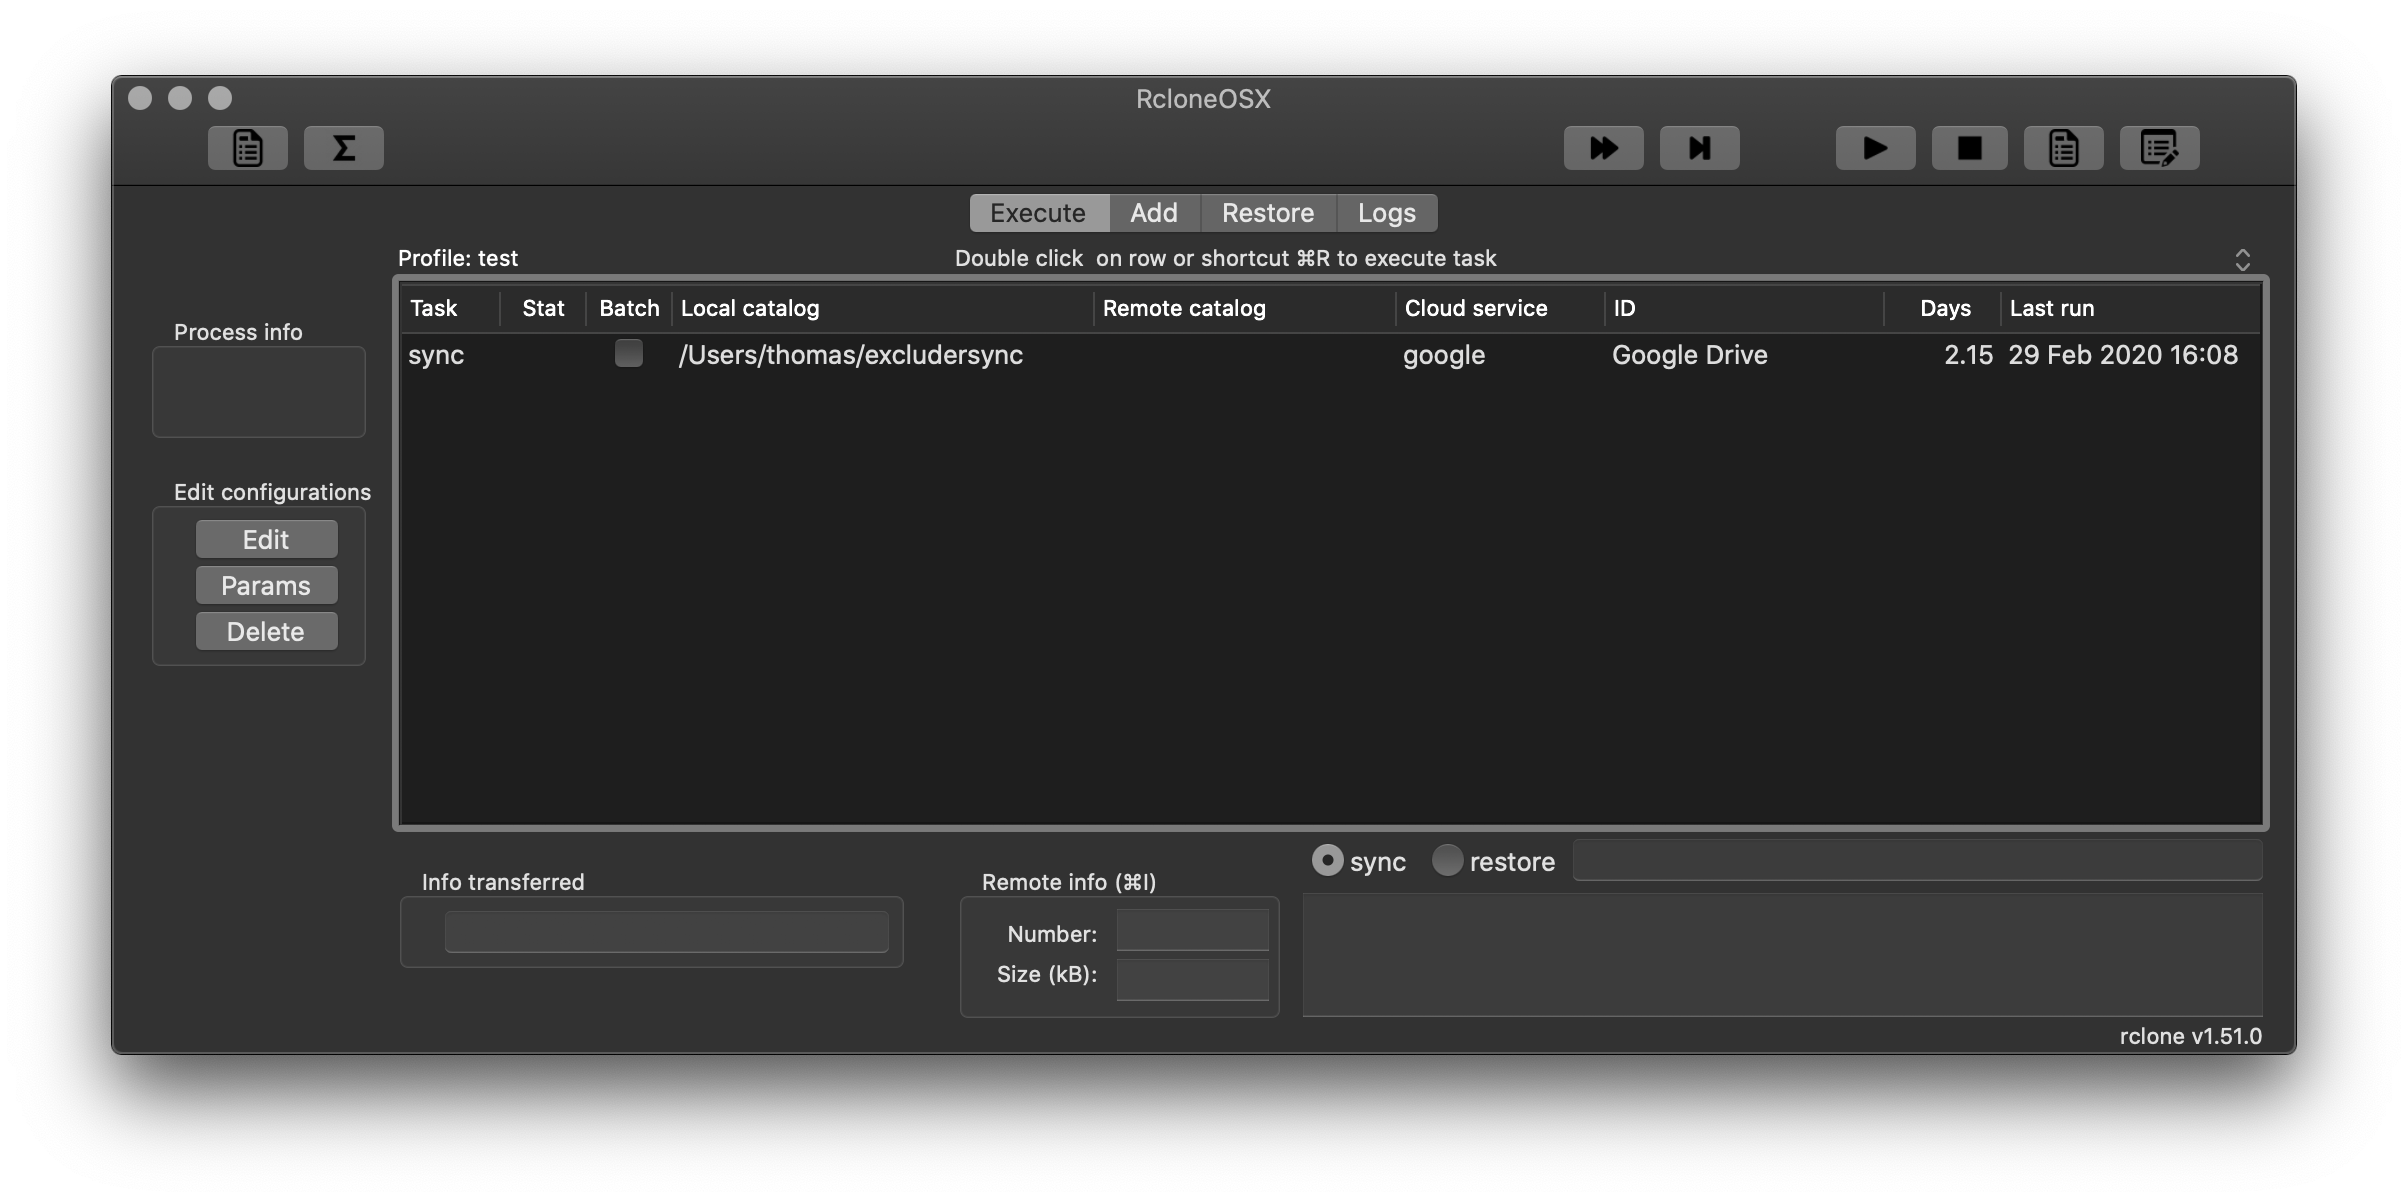 RcloneOSX
Execute Add Restore Logs
Profile: test Double click  on row or shortcut ⌘R to execute task
Task Stat Batch Local catalog Remote catalog Cloud service ID Days Last run
sync /Users/thomas/excludersync google Google Drive 2.15 29 Feb 2020 16:08
Process info
Edit configurations
Edit
Params
Delete
sync restore
Info transferred
Remote info (⌘I)
Number:
Size (kB):
rclone v1.51.0